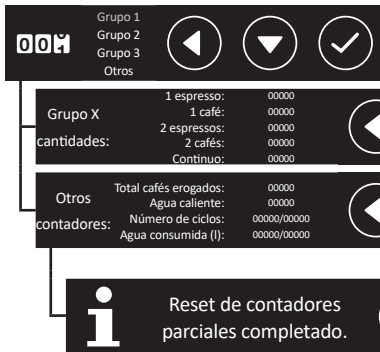 001
Grupo 1
Grupo 2
Grupo 3
Otros
Grupo X
cantidades:
1 espresso: 00000
1 café: 00000
2 espressos: 00000
2 cafés: 00000
Continuo: 00000
Otros
contadores:
Total cafés erogados: 00000
Agua caliente: 00000
Número de ciclos: 00000/00000
Agua consumida (l): 00000/00000
i
Reset de contadores
parciales completado.